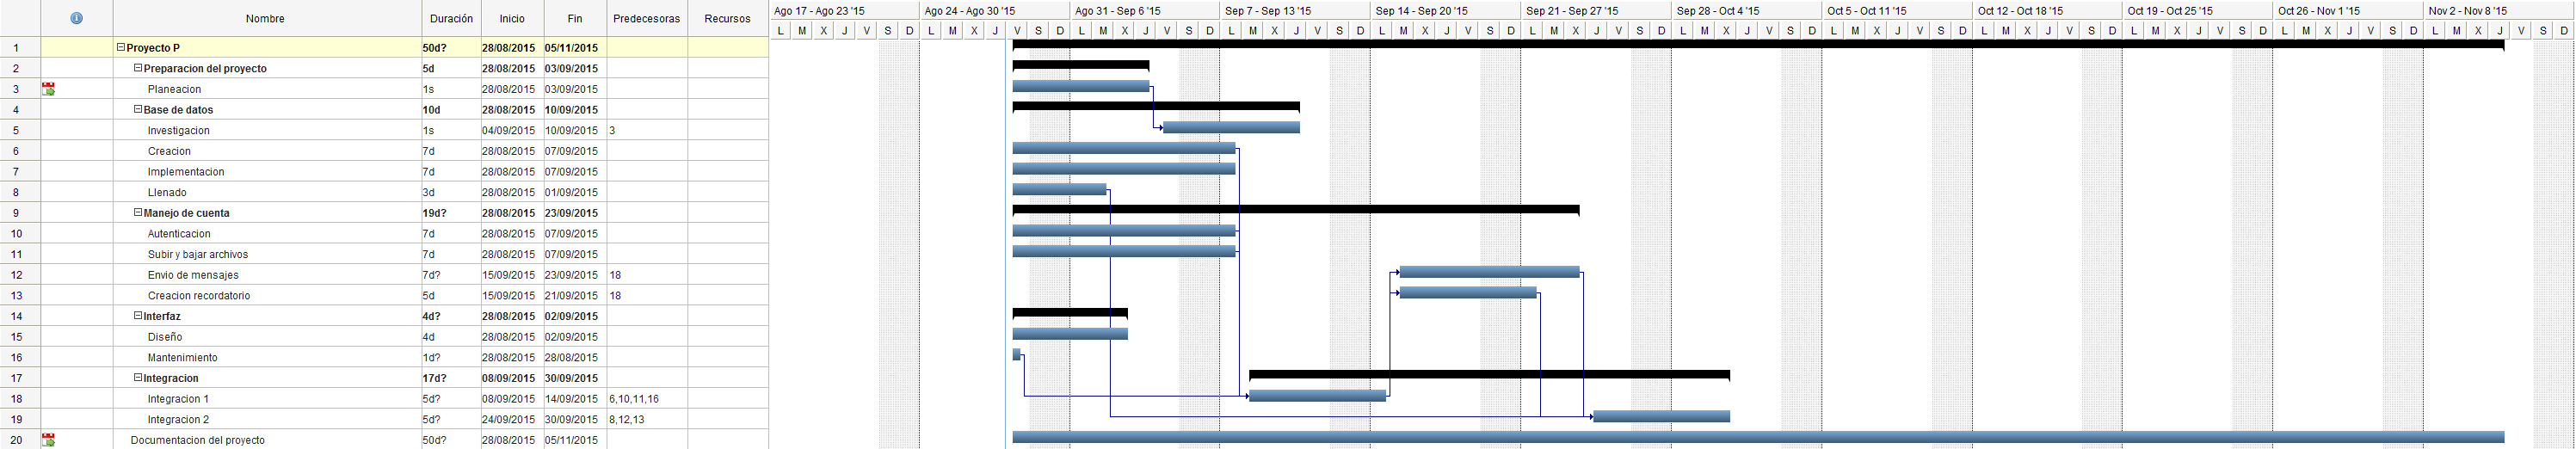 Nombre Duración Inicio Fin Predecesoras Recursos Ago 17 - Ago 23 '15 Ago 24 - Ago 30 '15 Ago 31 - Sep 6 '15 Sep 7 - Sep 13 '15 Sep 14 - Sep 20 '15 Sep 21 - Sep 27 '15 Sep 28 - Oct 4 '15 Oct 5 - Oct 11 '15 Oct 12 - Oct 18 '15 Oct 19 - Oct 25 '15 Oct 26 - Nov 1 '15 Nov 2 - Nov 8 '15
L M X J V S D L M X J V S D L M X J V S D L M X J V S D L M X J V S D L M X J V S D L M X J V S D L M X J V S D L M X J V S D L M X J V S D L M X J V S D L M X J V S D
1 Proyecto P 50d? 28/08/2015 05/11/2015
2 Preparacion del proyecto 5d 28/08/2015 03/09/2015
3 Planeacion 1s 28/08/2015 03/09/2015
4 Base de datos 10d 28/08/2015 10/09/2015
5 Investigacion 1s 04/09/2015 10/09/2015 3
6 Creacion 7d 28/08/2015 07/09/2015
7 Implementacion 7d 28/08/2015 07/09/2015
8 Llenado 3d 28/08/2015 01/09/2015
9 Manejo de cuenta 19d? 28/08/2015 23/09/2015
10 Autenticacion 7d 28/08/2015 07/09/2015
11 Subir y bajar archivos 7d 28/08/2015 07/09/2015
12 Envio de mensajes 7d? 15/09/2015 23/09/2015 18
13 Creacion recordatorio 5d 15/09/2015 21/09/2015 18
14 Interfaz 4d? 28/08/2015 02/09/2015
15 Diseño 4d 28/08/2015 02/09/2015
16 Mantenimiento 1d? 28/08/2015 28/08/2015
17 Integracion 17d? 08/09/2015 30/09/2015
18 Integracion 1 5d? 08/09/2015 14/09/2015 6,10,11,16
19 Integracion 2 5d? 24/09/2015 30/09/2015 8,12,13
20 Documentacion del proyecto 50d? 28/08/2015 05/11/2015